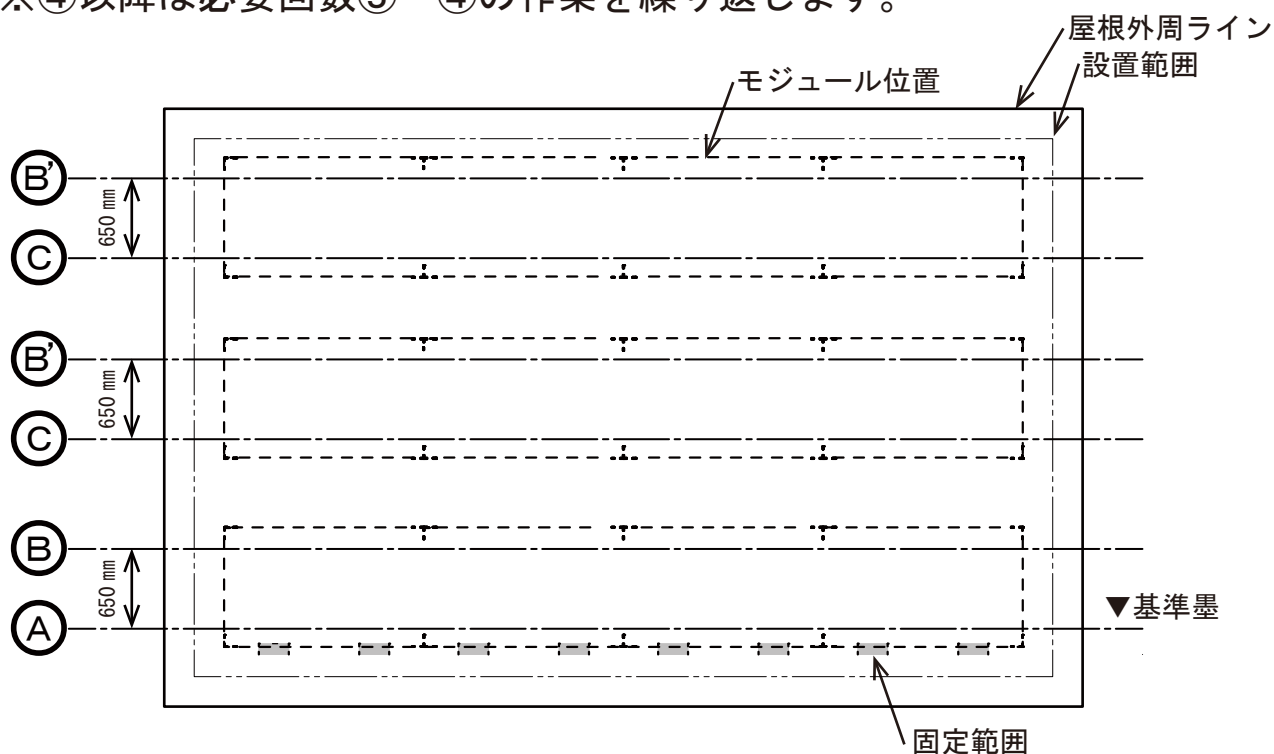 ※④以降は必要回数③ ④の作業を繰り返します。
屋根外周ライン
設置範囲
モジュール位置
B'
650 mm
C
B'
650 mm
C
B
650 mm
A
▼基準墨
固定範囲